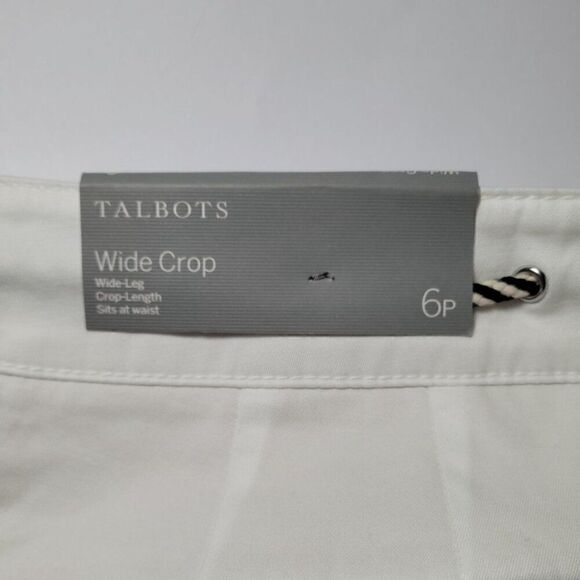 TALBOTS
Wide Crop
Wide-Leg
Crop-Length
Sits at waist
6P